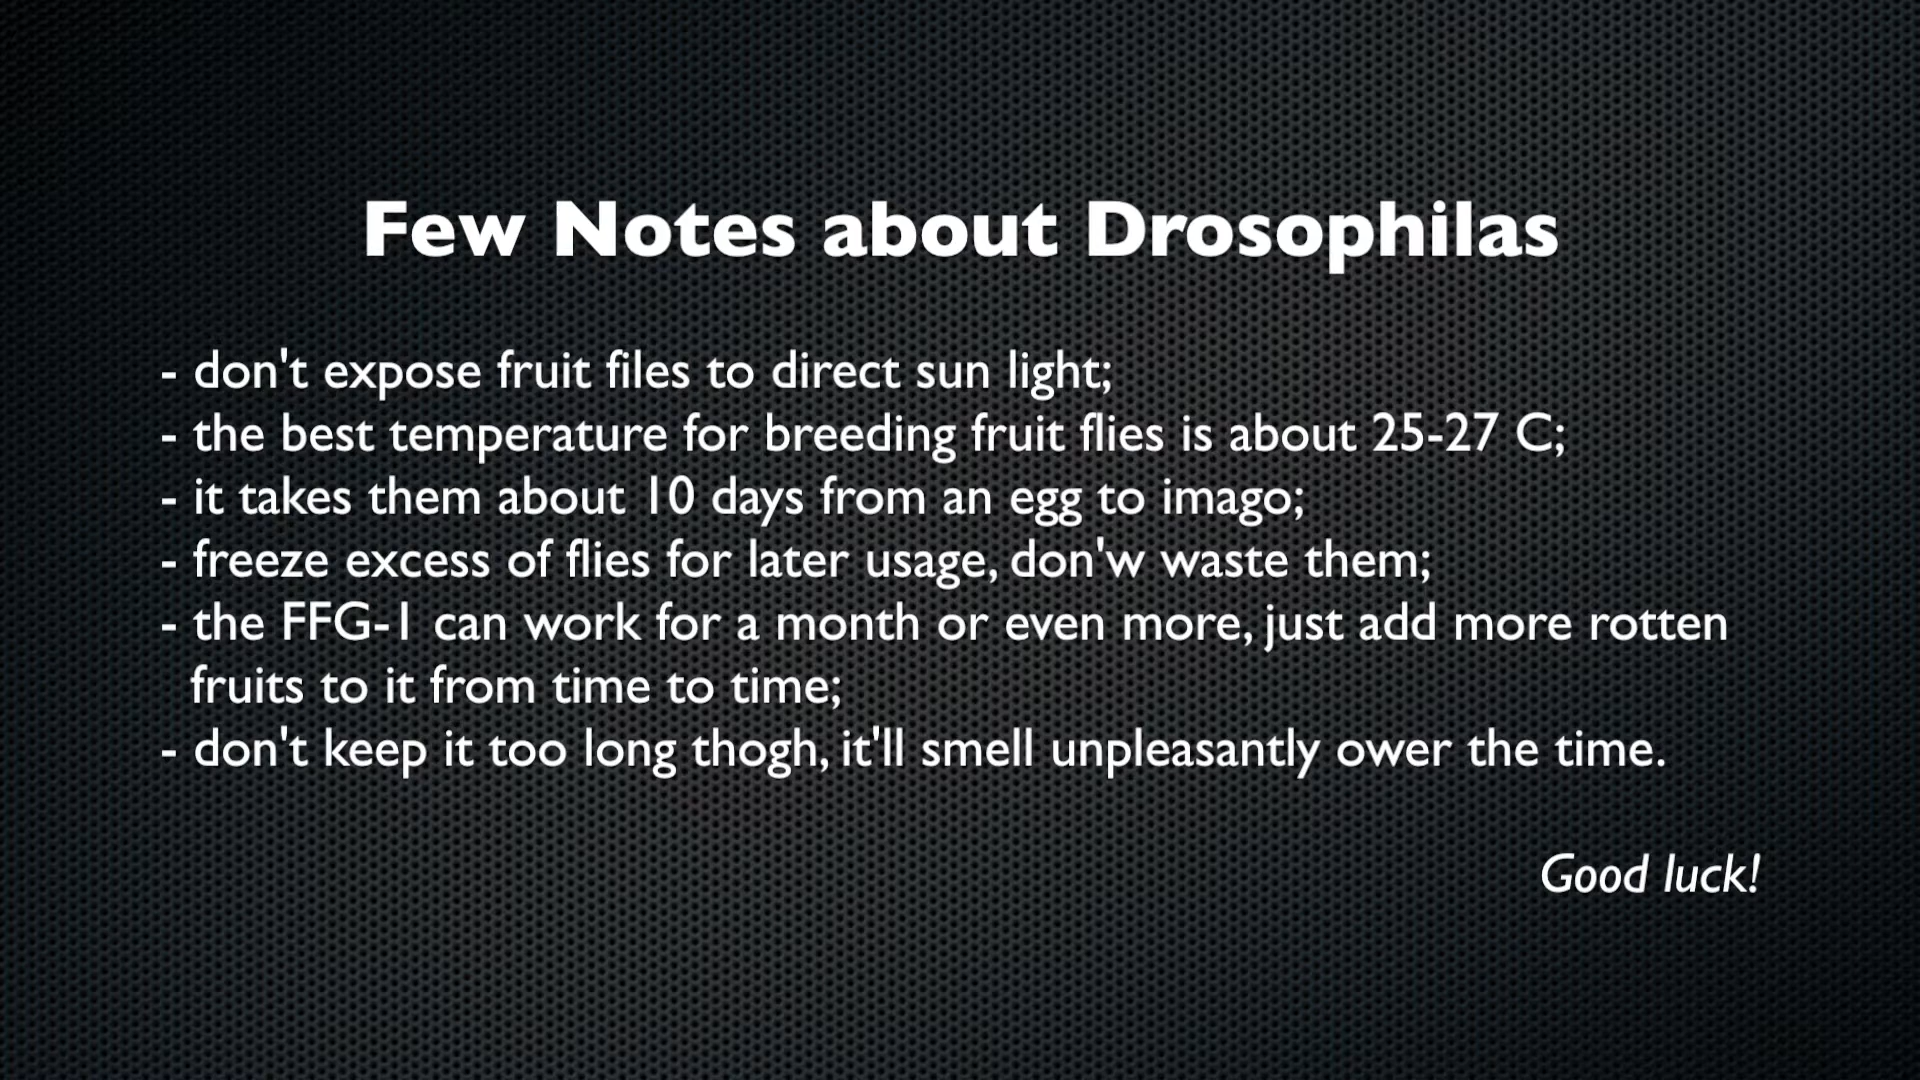 Few Notes about Drosophilas
- don't expose fruit files to direct sun light;
- the best temperature for breeding fruit flies is about 25-27 C;
- it takes them about 10 days from an egg to imago;
- freeze excess of flies for later usage, don'w waste them;
- the FFG-1 can work for a month or even more, just add more rotten
fruits to it from time to time;
- don't keep it too long thogh, it'll smell unpleasantly ower the time.
Good luck!